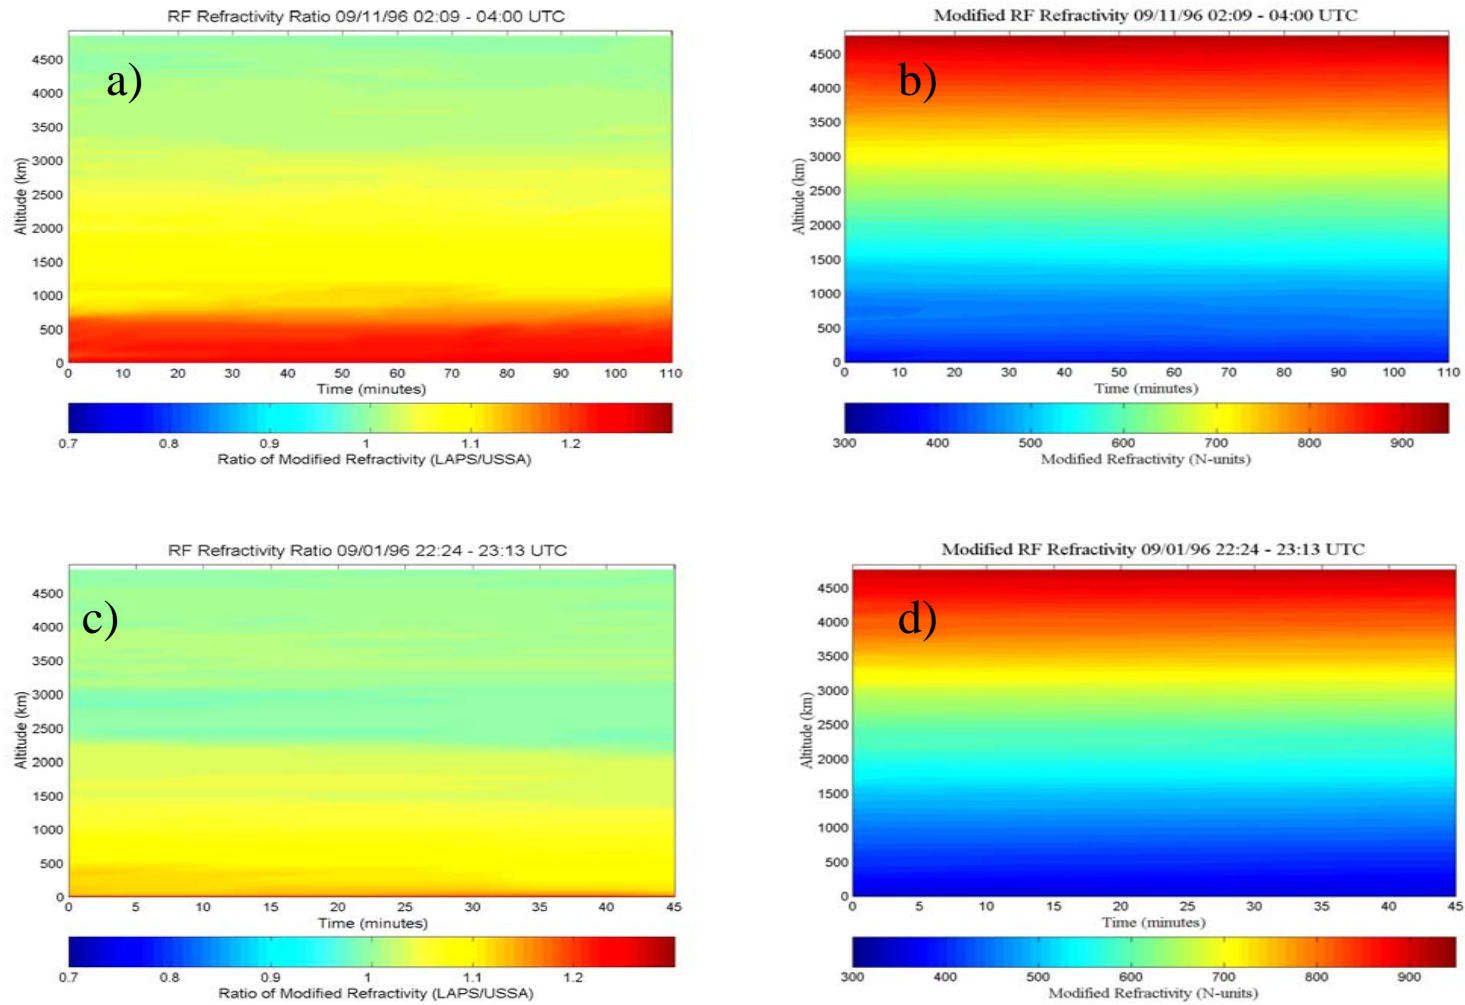 RF Refractivity Ratio 09/11/96 02:09 - 04:00 UTC
a)
Altitude (km)
4500
4000
3500
3000
2500
2000
1500
1000
500
0
0 10 20 30 40 50 60 70 80 90 100 110
Time (minutes)
0.7 0.8 0.9 1 1.1 1.2
Ratio of Modified Refractivity (LAPS/USSA)
Modified RF Refractivity 09/11/96 02:09 - 04:00 UTC
b)
Altitude (km)
4500
4000
3500
3000
2500
2000
1500
1000
500
0
0 10 20 30 40 50 60 70 80 90 100 110
Time (minutes)
300 400 500 600 700 800 900
Modified Refractivity (N-units)
RF Refractivity Ratio 09/01/96 22:24 - 23:13 UTC
c)
Altitude (km)
4500
4000
3500
3000
2500
2000
1500
1000
500
0
0 5 10 15 20 25 30 35 40 45
Time (minutes)
0.7 0.8 0.9 1 1.1 1.2
Ratio of Modified Refractivity (LAPS/USSA)
Modified RF Refractivity 09/01/96 22:24 - 23:13 UTC
d)
Altitude (km)
4500
4000
3500
3000
2500
2000
1500
1000
500
0
0 5 10 15 20 25 30 35 40 45
Time (minutes)
300 400 500 600 700 800 900
Modified Refractivity (N-units)